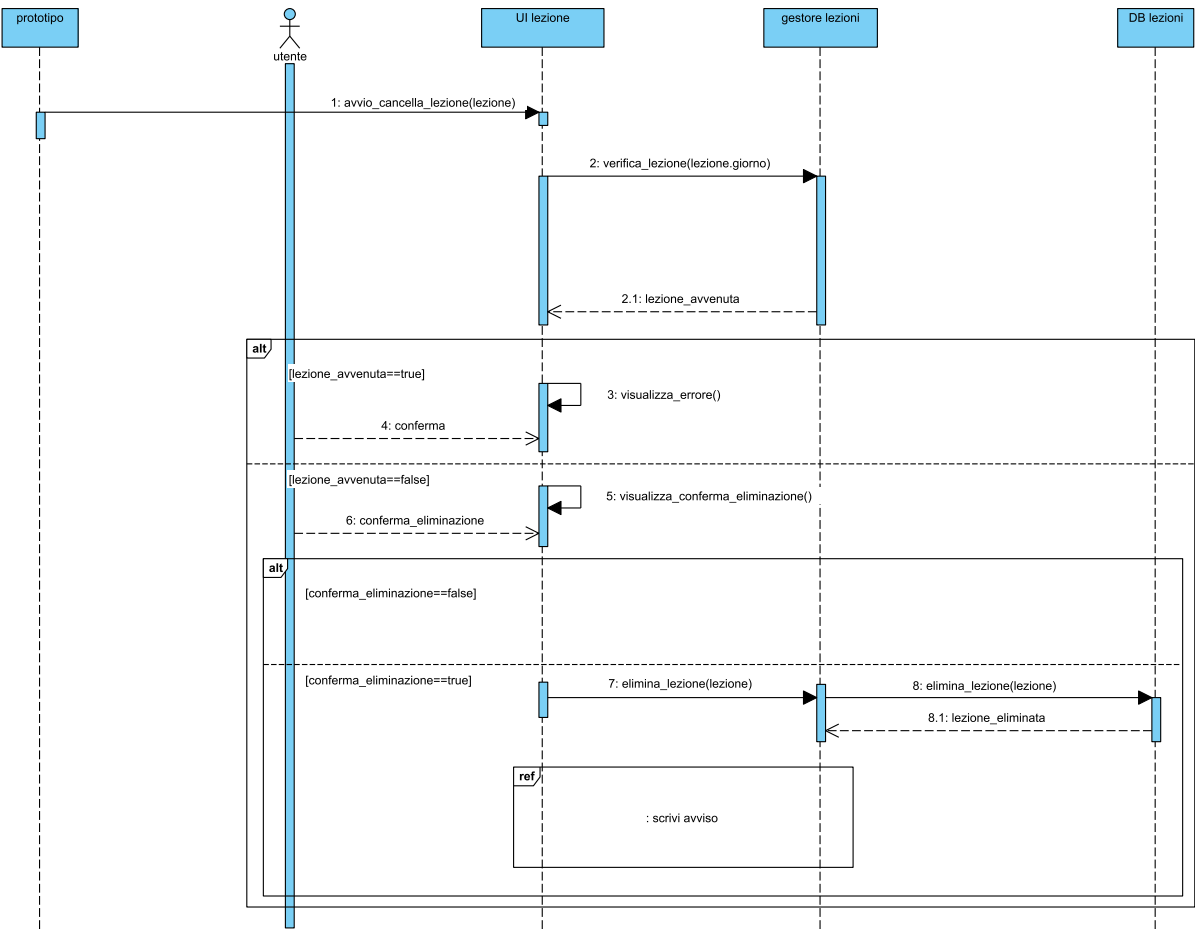 prototipo
utente
UI lezione
gestore lezioni
DB lezioni
1: avvio_cancella_lezione(lezione)
2: verifica_lezione(lezione.giorno)
2.1: lezione_avvenuta
alt
[lezione_avvenuta==true]
3: visualizza_errore()
4: conferma
[lezione_avvenuta==false]
5: visualizza_conferma_eliminazione()
6: conferma_eliminazione
alt
[conferma_eliminazione==false]
[conferma_eliminazione==true]
7: elimina_lezione(lezione)
8: elimina_lezione(lezione)
8.1: lezione_eliminata
ref
: scrivi avviso